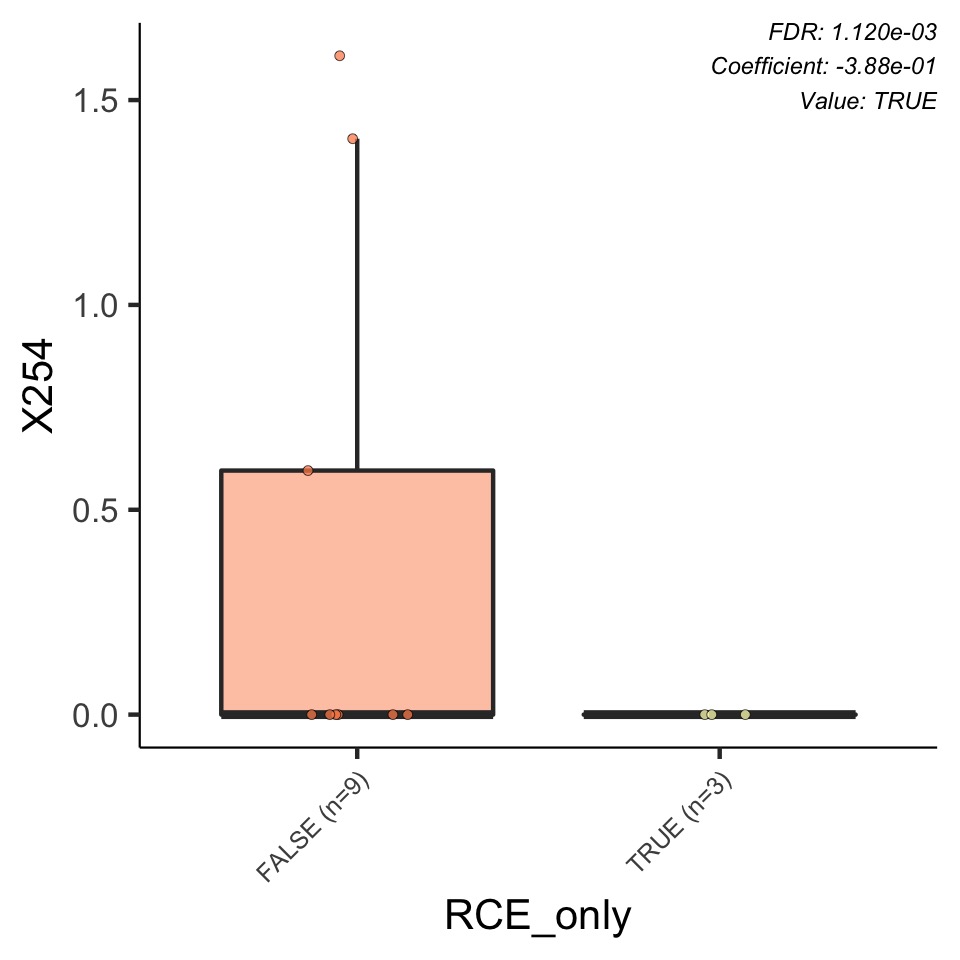 FDR: 1.120e-03
Coefficient: -3.88e-01
Value: TRUE
1.5
1.0
0.5
0.0
X254
FALSE (n=9)
TRUE (n=3)
RCE_only